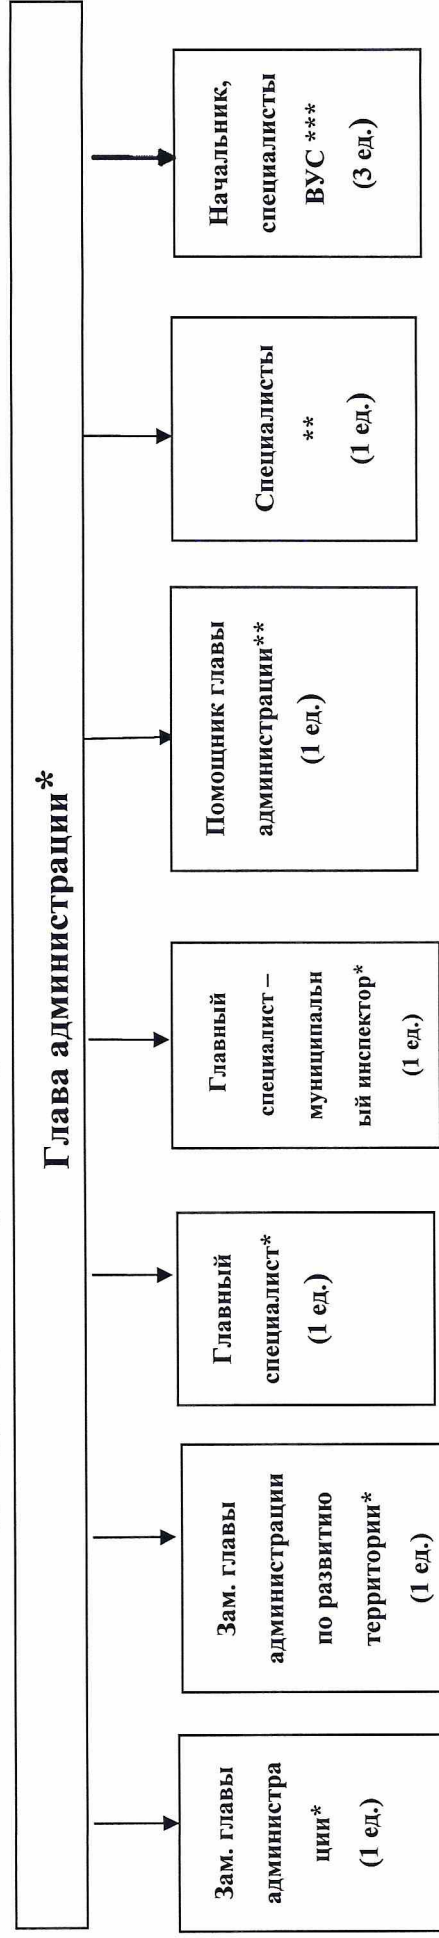 Глава администрации*
Зам. главы
администра
ции*
(1 ед.)
Зам. главы
администрации
по развитию
территории*
(1 ед.)
Главный
специалист*
(1 ед.)
Главный
специалист –
муниципальн
ый инспектор*
(1 ед.)
Помощник главы
администрации**
(1 ед.)
Специалисты
**
(1 ед.)
Начальник,
специалисты
ВУС ***
(3 ед.)